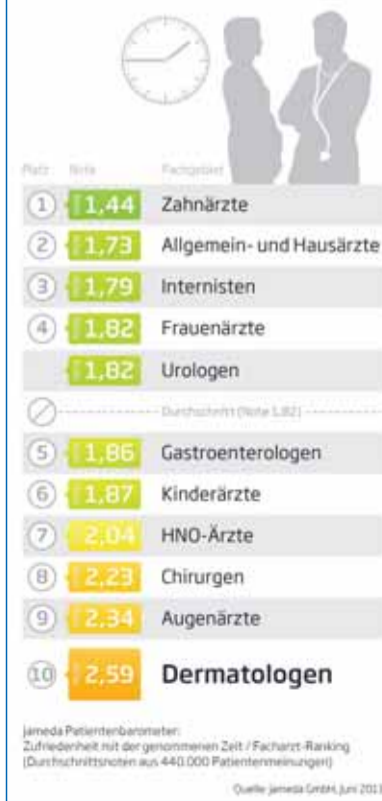 Platz Note Fachgebiet
1 1,44 Zahnärzte
2 1,73 Allgemein- und Hausärzte
3 1,79 Internisten
4 1,82 Frauenärzte
1,82 Urologen
Durchschnitt (Note 1,82)
5 1,86 Gastroenterologen
6 1,87 Kinderärzte
7 2,04 HNO-Ärzte
8 2,23 Chirurgen
9 2,34 Augenärzte
10 2,59 Dermatologen
jameda Patientenbarometer:
Zufriedenheit mit der genommenen Zeit / Facharzt-Ranking
(Durchschnittsnoten aus 440.000 Patientenmeinungen)
Quelle: jameda GmbH, Juni